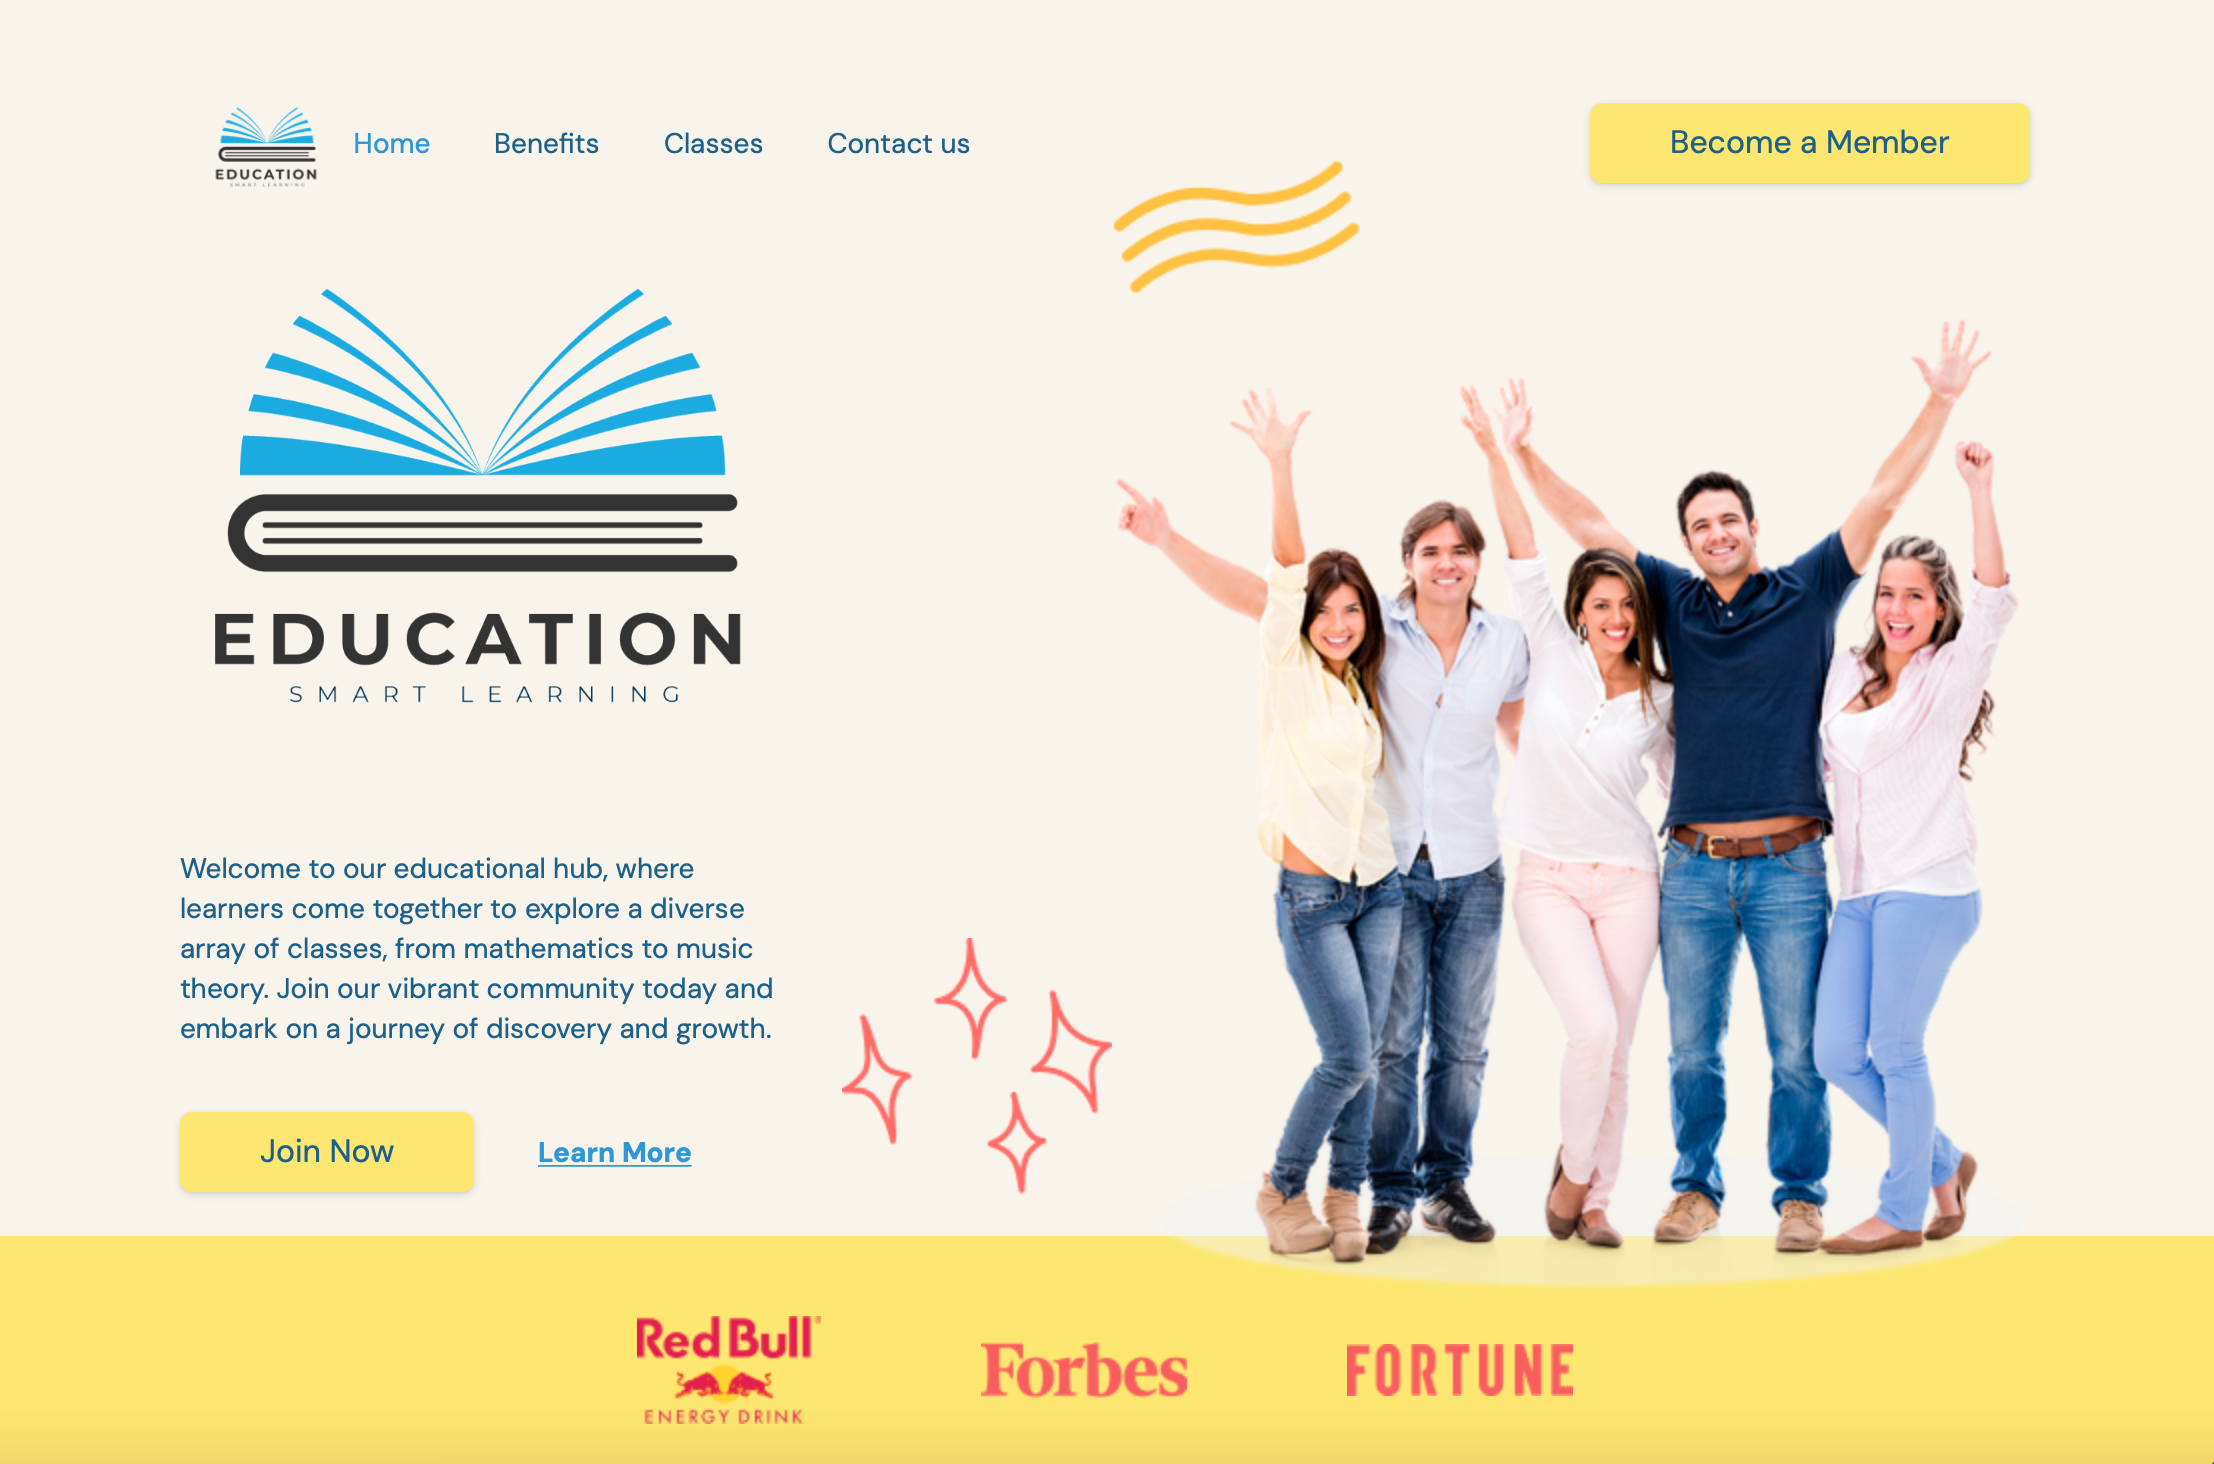 Home Benefits Classes Contact us
Become a Member
EDUCATION
SMART LEARNING
EDUCATION
SMART LEARNING
Welcome to our educational hub, where
learners come together to explore a diverse
array of classes, from mathematics to music
theory. Join our vibrant community today and
embark on a journey of discovery and growth.
Join Now
Learn More
Red Bull®
ENERGY DRINK
Forbes
FORTUNE